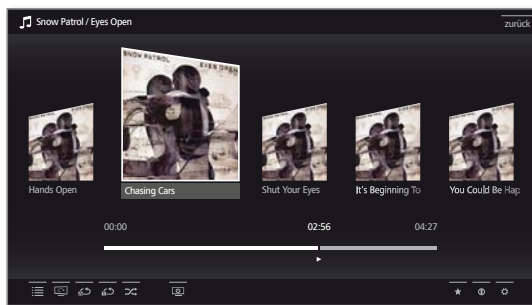 Snow Patrol / Eyes Open
zurück
SNOW PATROL EYES OPEN
Hands Open
Chasing Cars
Shut Your Eyes
It's Beginning To
You Could Be Hap
00:00
02:56
04:27